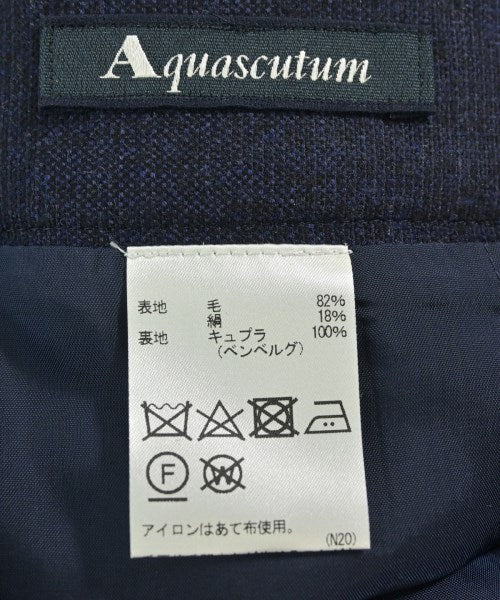 Aquascutum
表地 毛 82%
絹 18%
裏地 キュプラ 100%
(ベンベルグ)
F W
アイロンはあて布使用。
(N20)